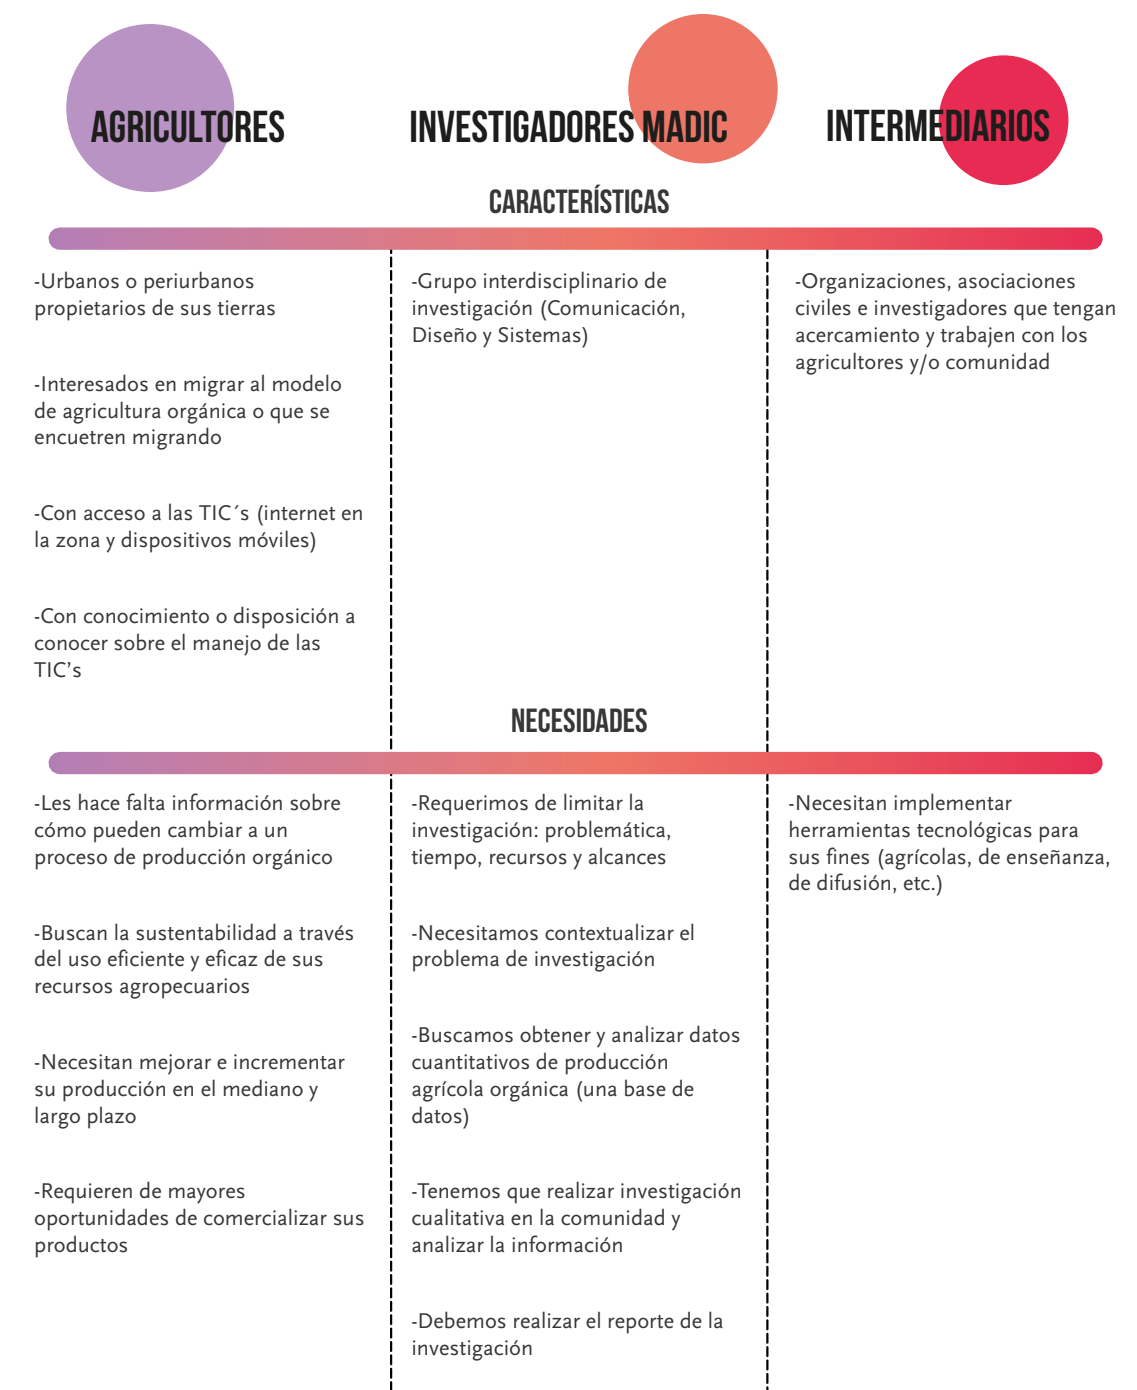 AGRICULTORES
INVESTIGADORES MADIC
INTERMEDIARIOS
CARACTERÍSTICAS
-Urbanos o periurbanos
propietarios de sus tierras
-Interesados en migrar al modelo
de agricultura orgánica o que se
encuetren migrando
-Con acceso a las TIC´s (internet en
la zona y dispositivos móviles)
-Con conocimiento o disposición a
conocer sobre el manejo de las
TIC’s
-Grupo interdisciplinario de
investigación (Comunicación,
Diseño y Sistemas)
-Organizaciones, asociaciones
civiles e investigadores que tengan
acercamiento y trabajen con los
agricultores y/o comunidad
NECESIDADES
-Les hace falta información sobre
cómo pueden cambiar a un
proceso de producción orgánico
-Buscan la sustentabilidad a través
del uso eficiente y eficaz de sus
recursos agropecuarios
-Necesitan mejorar e incrementar
su producción en el mediano y
largo plazo
-Requieren de mayores
oportunidades de comercializar sus
productos
-Requerimos de limitar la
investigación: problemática,
tiempo, recursos y alcances
-Necesitamos contextualizar el
problema de investigación
-Buscamos obtener y analizar datos
cuantitativos de producción
agrícola orgánica (una base de
datos)
-Tenemos que realizar investigación
cualitativa en la comunidad y
analizar la información
-Debemos realizar el reporte de la
investigación
-Necesitan implementar
herramientas tecnológicas para
sus fines (agrícolas, de enseñanza,
de difusión, etc.)